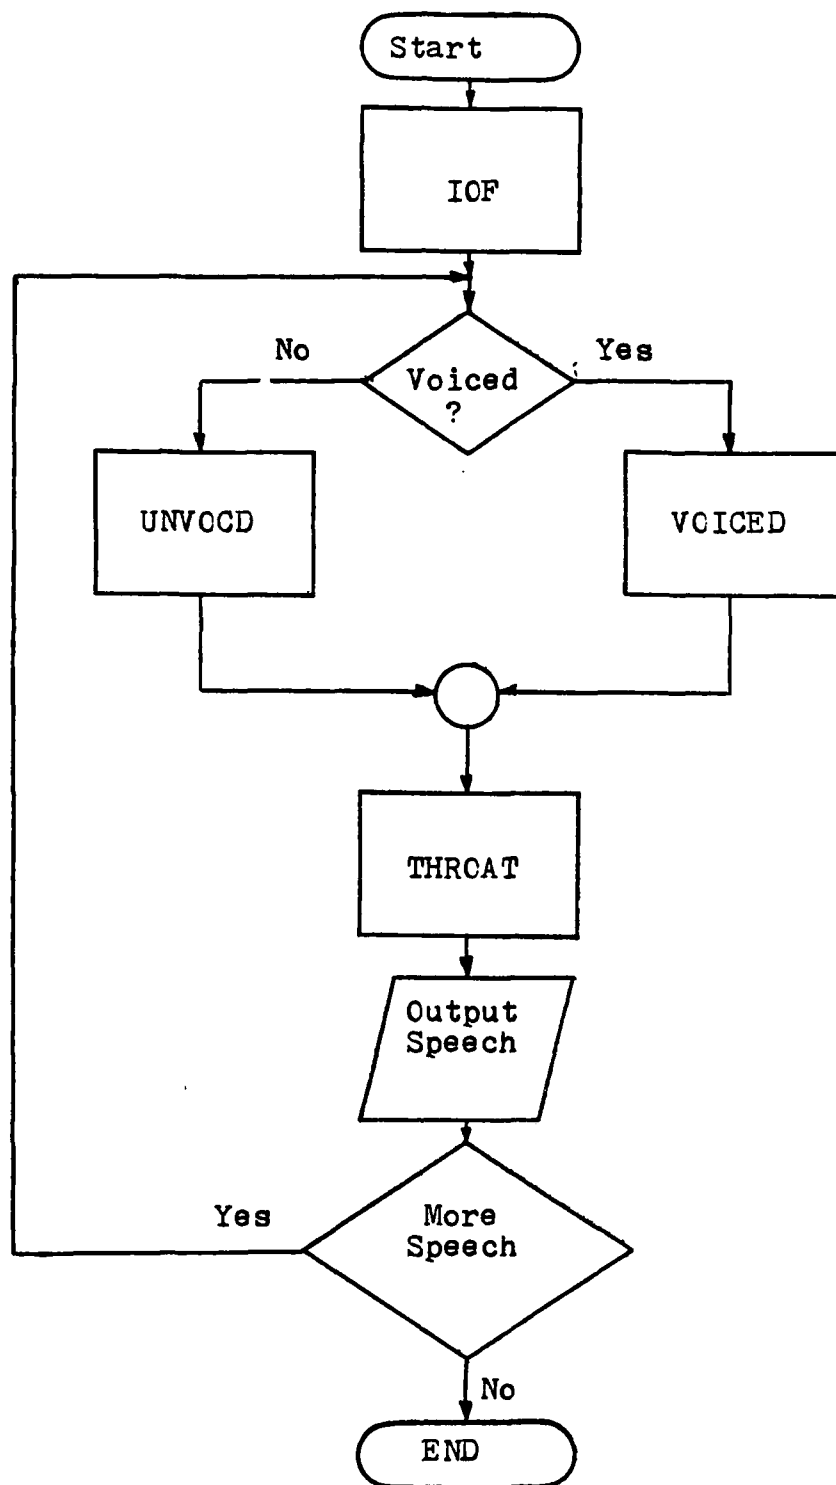 Start
IOF
No
Yes
Voiced
?
UNVOCD
VOICED
THROAT
Output
Speech
Yes
More
Speech
No
END